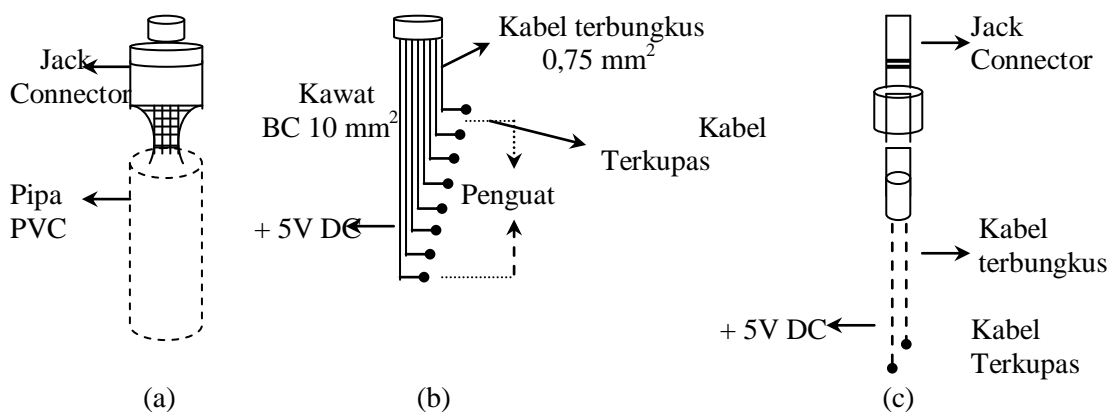 Jack
Connector
Pipa
PVC
(a)
Kabel terbungkus
0,75 mm²
Kawat
BC 10 mm²
Kabel
Terkupas
Penguat
+ 5V DC
(b)
Jack
Connector
Kabel
terbungkus
+ 5V DC
Kabel
Terkupas
(c)